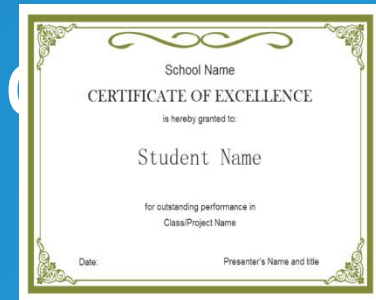 School Name
CERTIFICATE OF EXCELLENCE
is hereby granted to:
Student Name
for outstanding performance in
Class/Project Name
Date: Presenter's Name and title